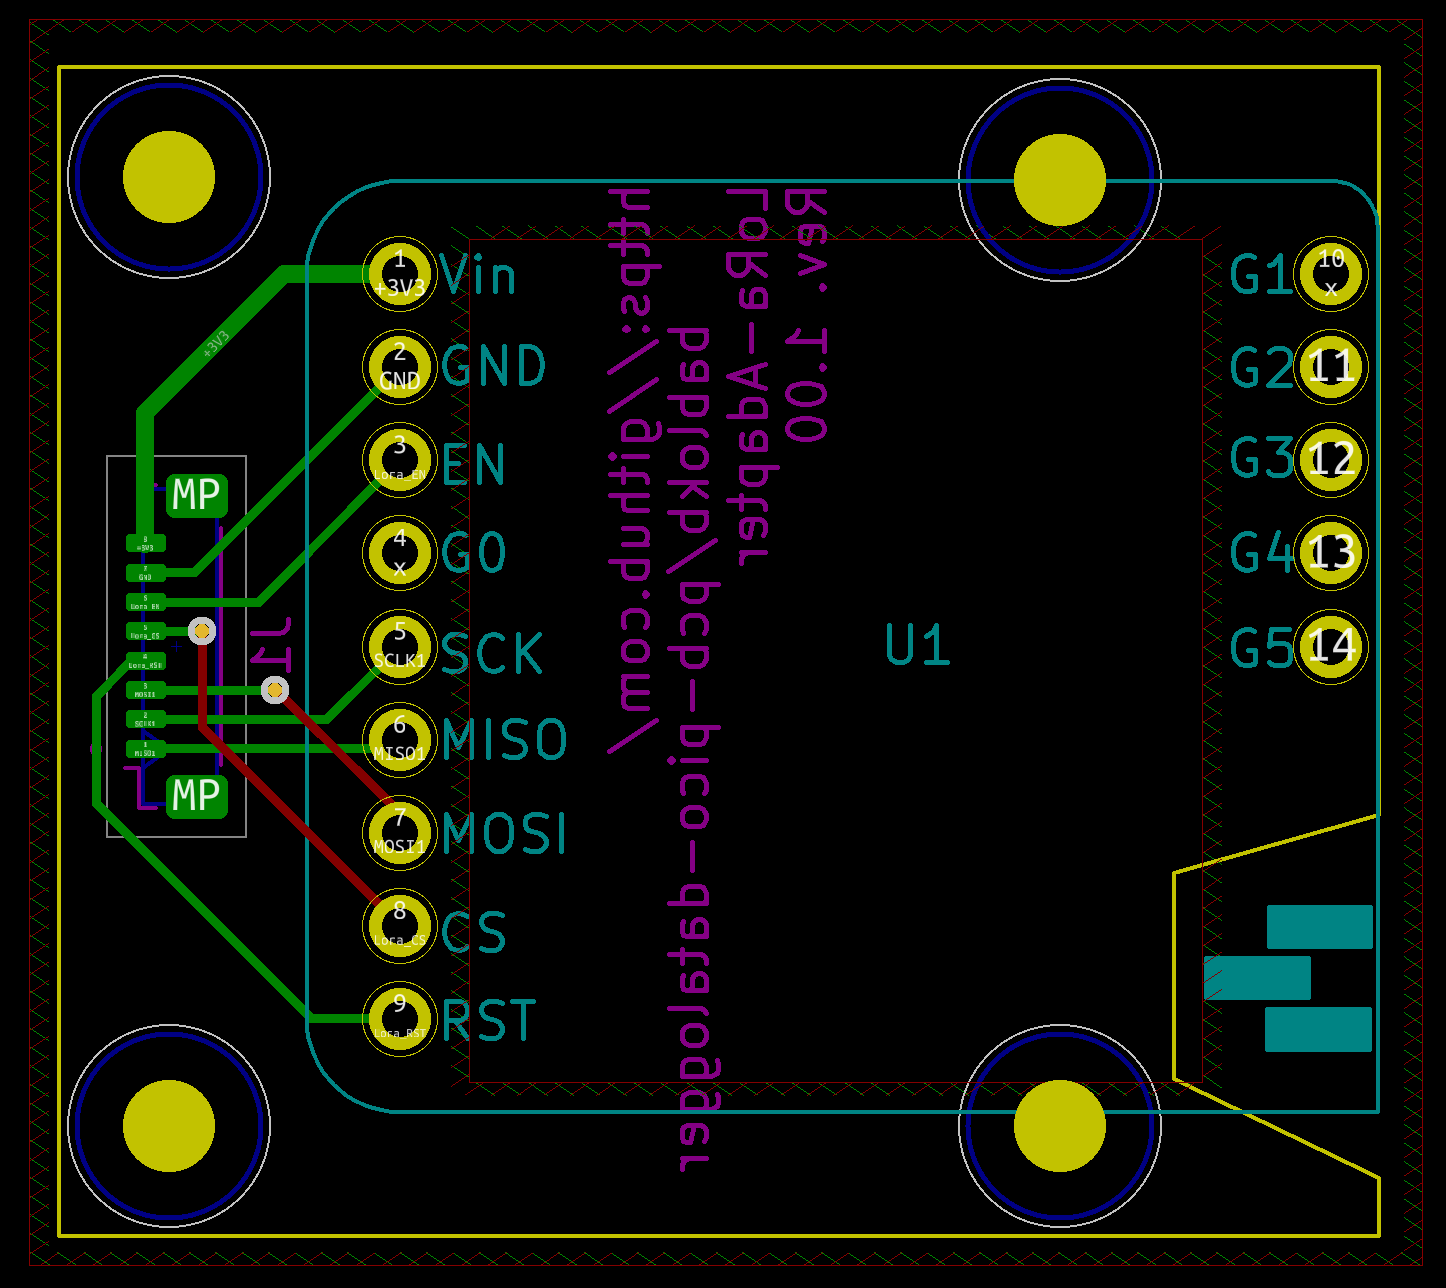 1
+3V3
Vin
2
GND
GND
3
Lora_EN
EN
4
x
G0
5
SCLK1
SCK
6
MISO1
MISO
7
MOSI1
MOSI
8
Lora_CS
CS
9
Lora_RST
RST
+3V3
MP
8
+3V3
7
GND
6
Lora_EN
5
Lora_CS
4
Lora_RST
3
MOSI1
2
SCLK1
1
MISO1
MP
J1
Rev. 1.00
LoRa-Adapter
https://github.com/
pablokp/pcb-pico-datalogger
U1
G1
10
x
G2
11
G3
12
G4
13
G5
14